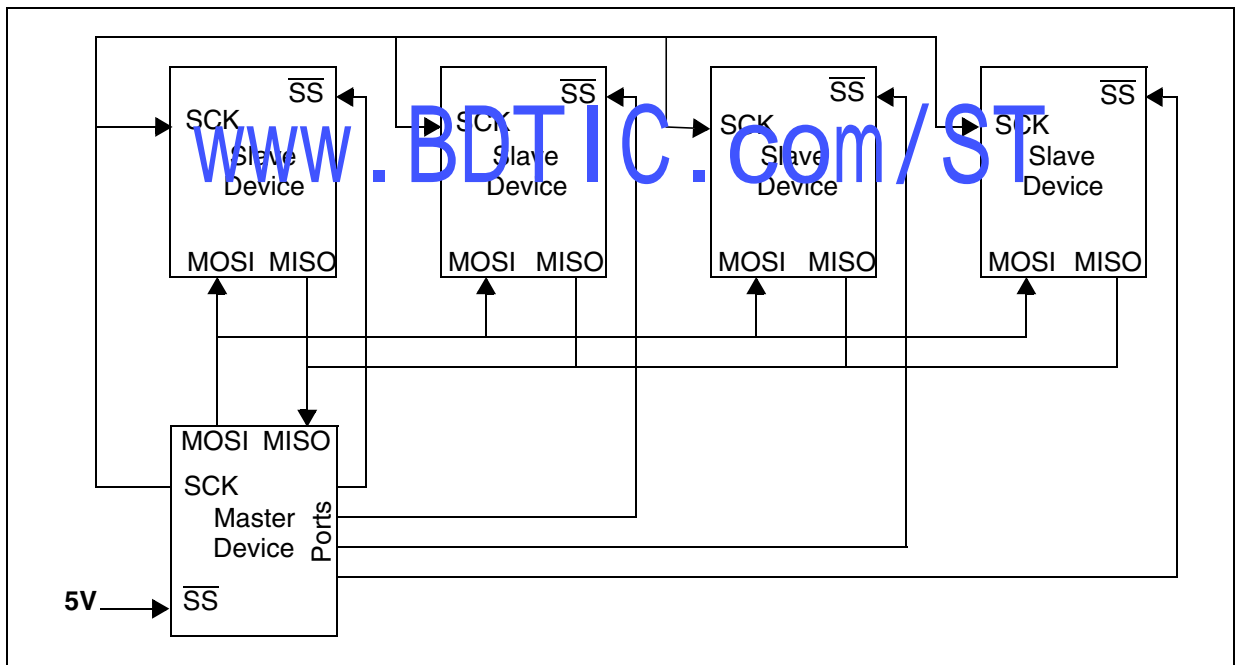 SS
SCK
Slave
Device
MOSI MISO
SS
SCK
Slave
Device
MOSI MISO
SS
SCK
Slave
Device
MOSI MISO
SS
SCK
Slave
Device
MOSI MISO
www.BDTIC.com/ST
MOSI MISO
SCK
Master
Device
Ports
5V
SS